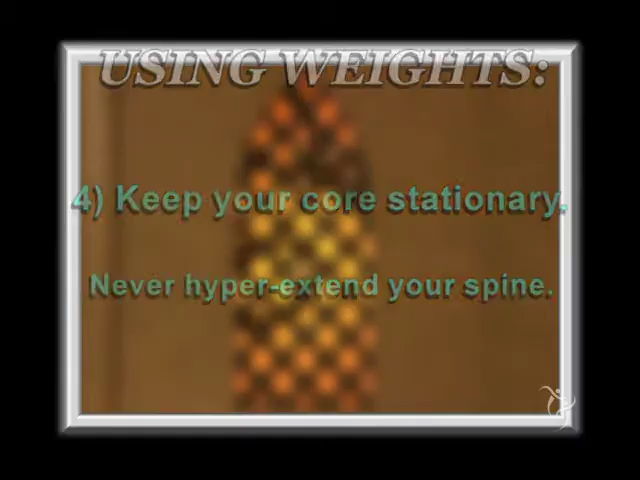 USING WEIGHTS:
4) Keep your core stationary.
Never hyper-extend your spine.